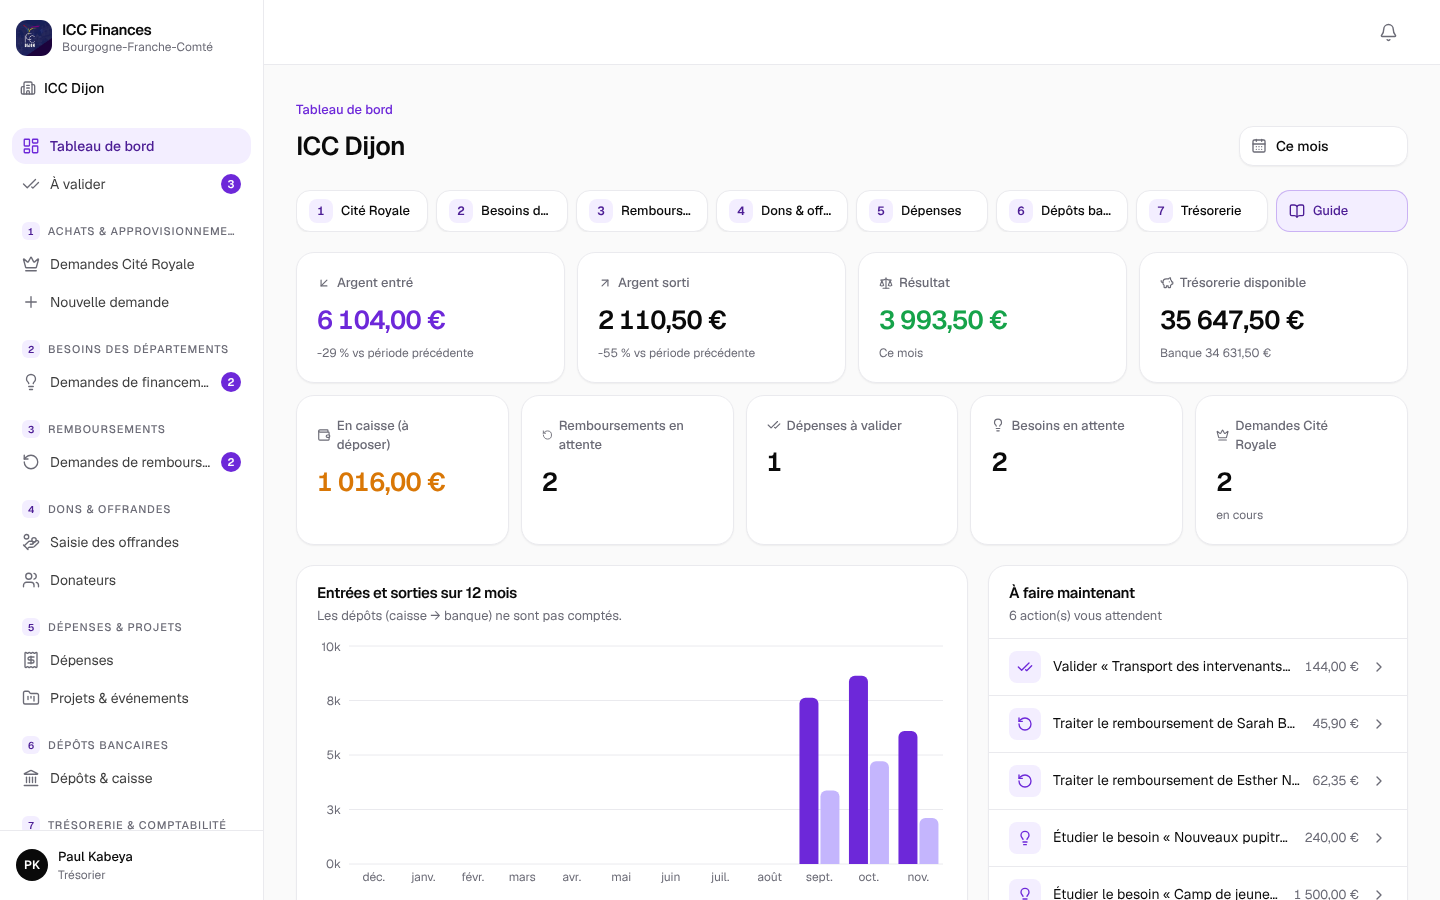 ICC Finances
Bourgogne-Franche-Comté
ICC Dijon
Tableau de bord
À valider
3
1 ACHATS & APPROVISIONNEME...
Demandes Cité Royale
Nouvelle demande
2 BESOINS DES DÉPARTEMENTS
Demandes de financem... 2
3 REMBOURSEMENTS
Demandes de rembours... 2
4 DONS & OFFRANDES
Saisie des offrandes
Donateurs
5 DÉPENSES & PROJETS
Dépenses
Projets & événements
6 DÉPÔTS BANCAIRES
Dépôts & caisse
7 TRÉSORERIE & COMPTABILITÉ
PK
Paul Kabeya
Trésorier
Tableau de bord
ICC Dijon
Ce mois
1 Cité Royale
2 Besoins d...
3 Rembours...
4 Dons & off...
5 Dépenses
6 Dépôts ba...
7 Trésorerie
Guide
Argent entré
6 104,00 €
-29 % vs période précédente
Argent sorti
2 110,50 €
-55 % vs période précédente
Résultat
3 993,50 €
Ce mois
Trésorerie disponible
35 647,50 €
Banque 34 631,50 €
En caisse (à
déposer)
1 016,00 €
Remboursements en
attente
2
Dépenses à valider
1
Besoins en attente
2
Demandes Cité
Royale
2
en cours
Entrées et sorties sur 12 mois
Les dépôts (caisse → banque) ne sont pas comptés.
10k
8k
5k
3k
0k
déc. janv. févr. mars avr. mai juin juil. août sept. oct. nov.
À faire maintenant
6 action(s) vous attendent
Valider « Transport des intervenants... 144,00 €
Traiter le remboursement de Sarah B... 45,90 €
Traiter le remboursement de Esther N... 62,35 €
Étudier le besoin « Nouveaux pupitr... 240,00 €
Étudier le besoin « Camp de jeune... 1 500,00 €